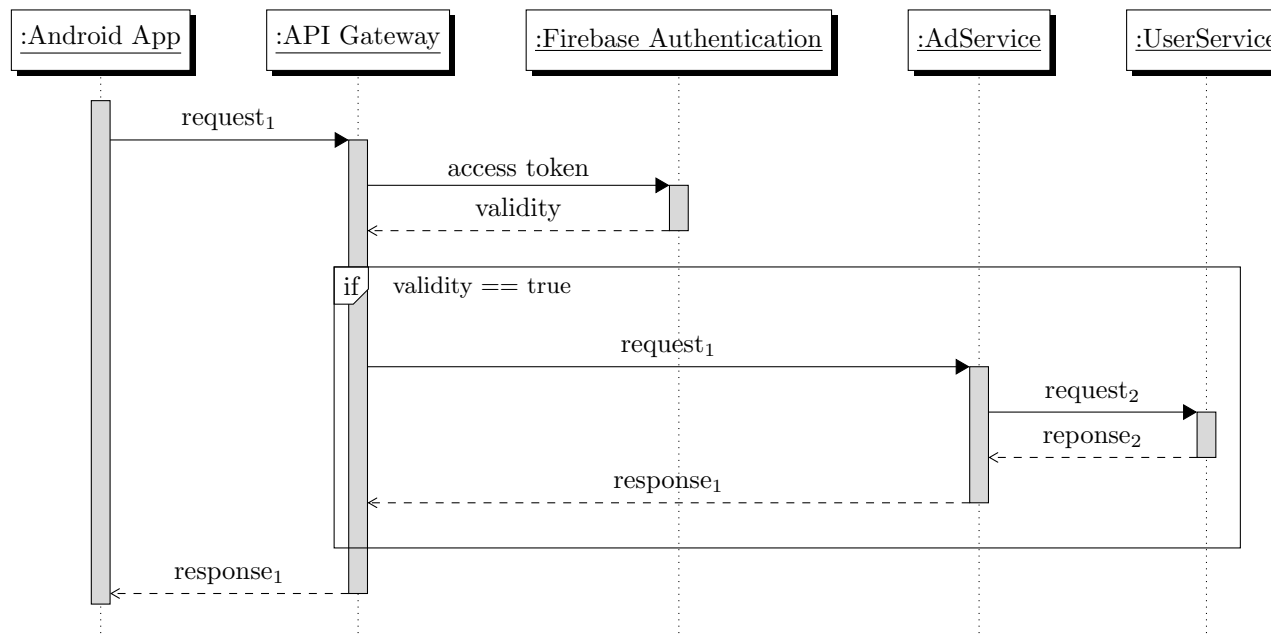 :Android App
:API Gateway
:Firebase Authentication
:AdService
:UserService
request₁
access token
validity
if validity == true
request₁
request₂
reponse₂
response₁
response₁